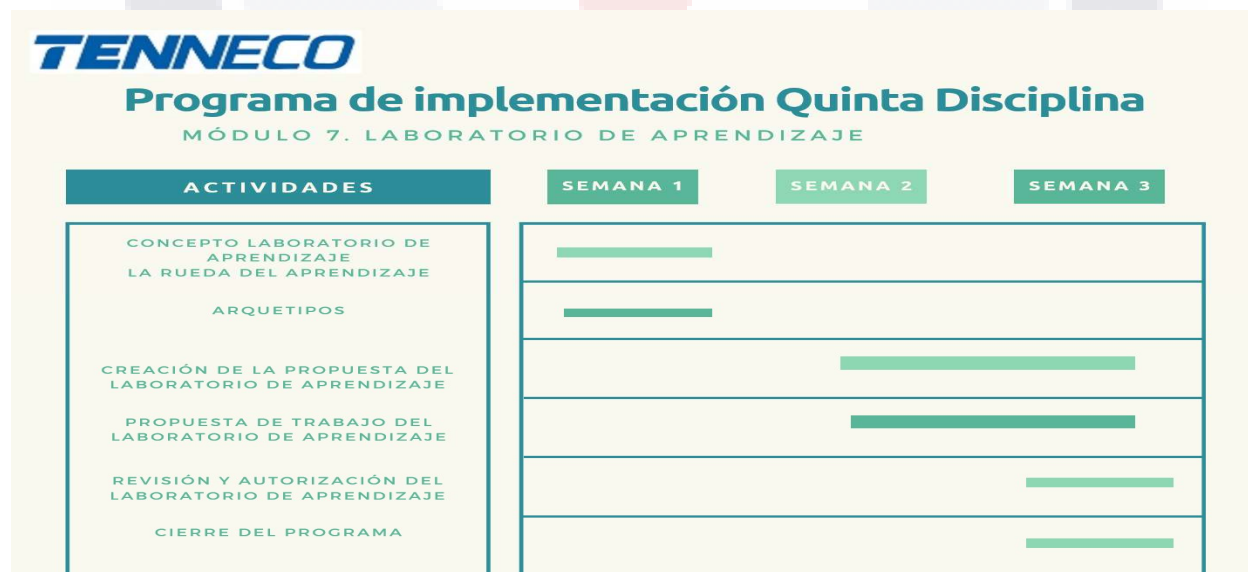 TENNECO
Programa de implementación Quinta Disciplina
MÓDULO 7. LABORATORIO DE APRENDIZAJE
ACTIVIDADES
SEMANA 1
SEMANA 2
SEMANA 3
CONCEPTO LABORATORIO DE
APRENDIZAJE
LA RUEDA DEL APRENDIZAJE
ARQUETIPOS
CREACIÓN DE LA PROPUESTA DEL
LABORATORIO DE APRENDIZAJE
PROPUESTA DE TRABAJO DEL
LABORATORIO DE APRENDIZAJE
REVISIÓN Y AUTORIZACIÓN DEL
LABORATORIO DE APRENDIZAJE
CIERRE DEL PROGRAMA